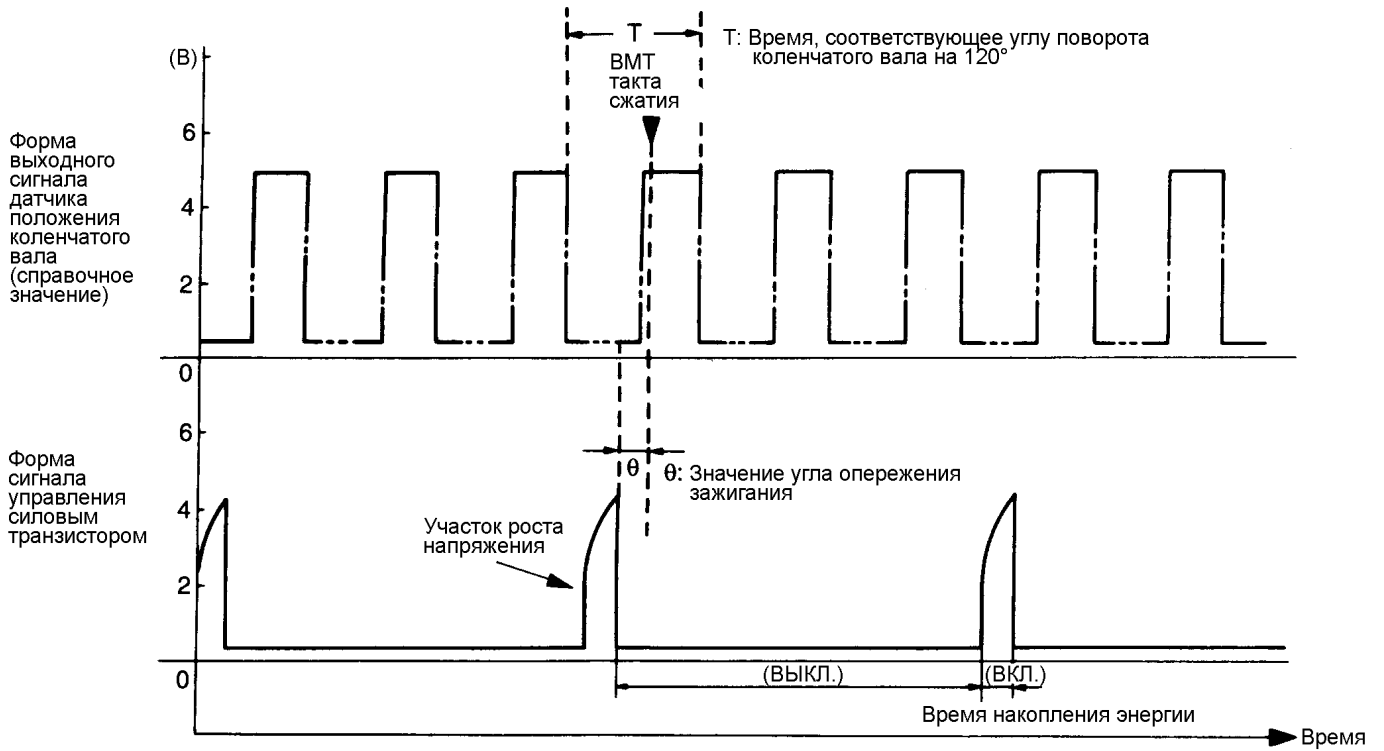 T
T: Время, соответствующее углу поворота
коленчатого вала на 120°
(В)
ВМТ
такта
сжатия
Форма
выходного
сигнала
датчика
положения
коленчатого
вала
(справочное
значение)
6
4
2
0
Форма
сигнала
управления
силовым
транзистором
6
4
2
0
θ
θ: Значение угла опережения
зажигания
Участок роста
напряжения
(ВЫКЛ.)
(ВКЛ.)
Время накопления энергии
Время